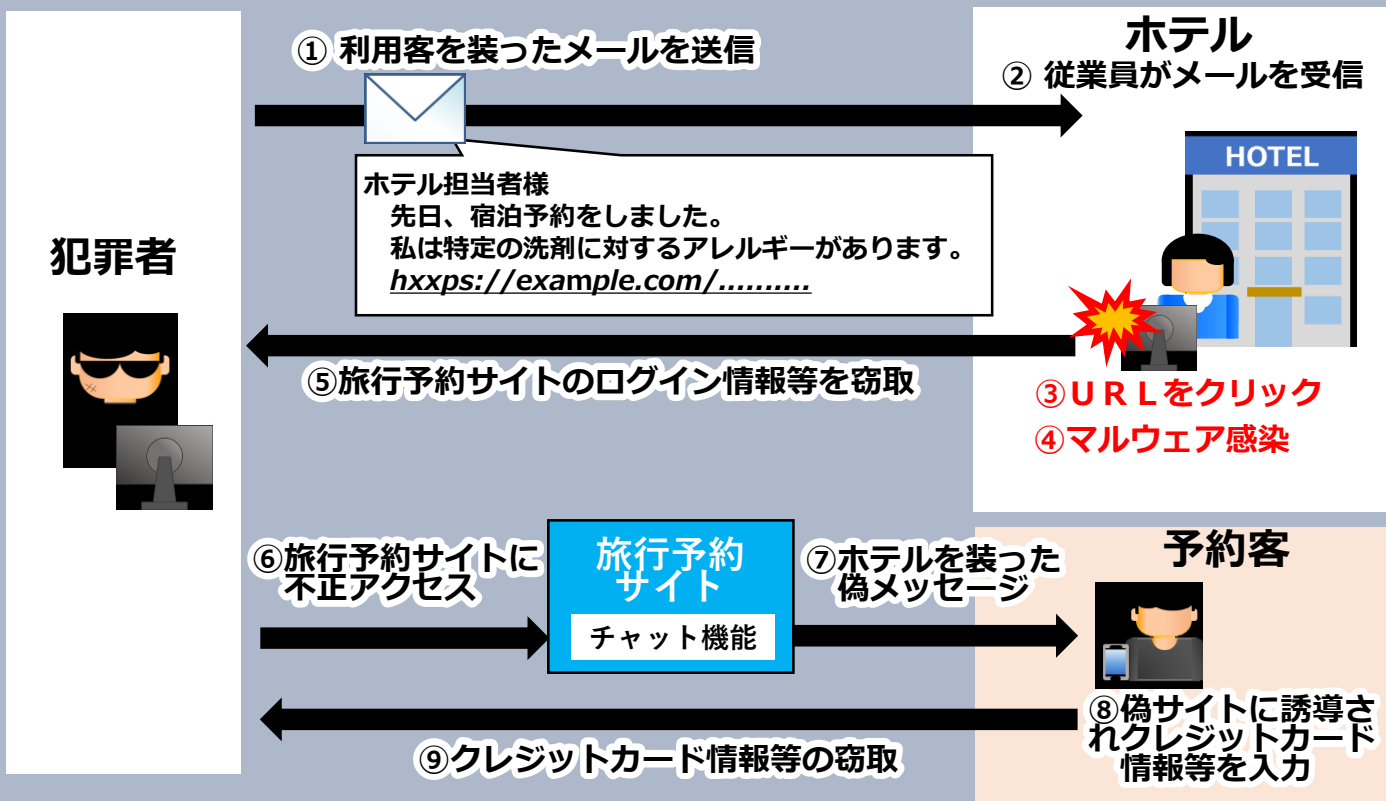 ① 利用客を装ったメールを送信
ホテル
② 従業員がメールを受信
HOTEL
ホテル担当者様
先日、宿泊予約をしました。
私は特定の洗剤に対するアレルギーがあります。
hxxps://example.com/..........
犯罪者
③ＵＲＬをクリック
④マルウェア感染
⑤旅行予約サイトのログイン情報等を窃取
⑥旅行予約サイトに
不正アクセス
旅行予約
サイト
チャット機能
⑦ホテルを装った
偽メッセージ
予約客
⑧偽サイトに誘導さ
れクレジットカード
情報等を入力
⑨クレジットカード情報等の窃取